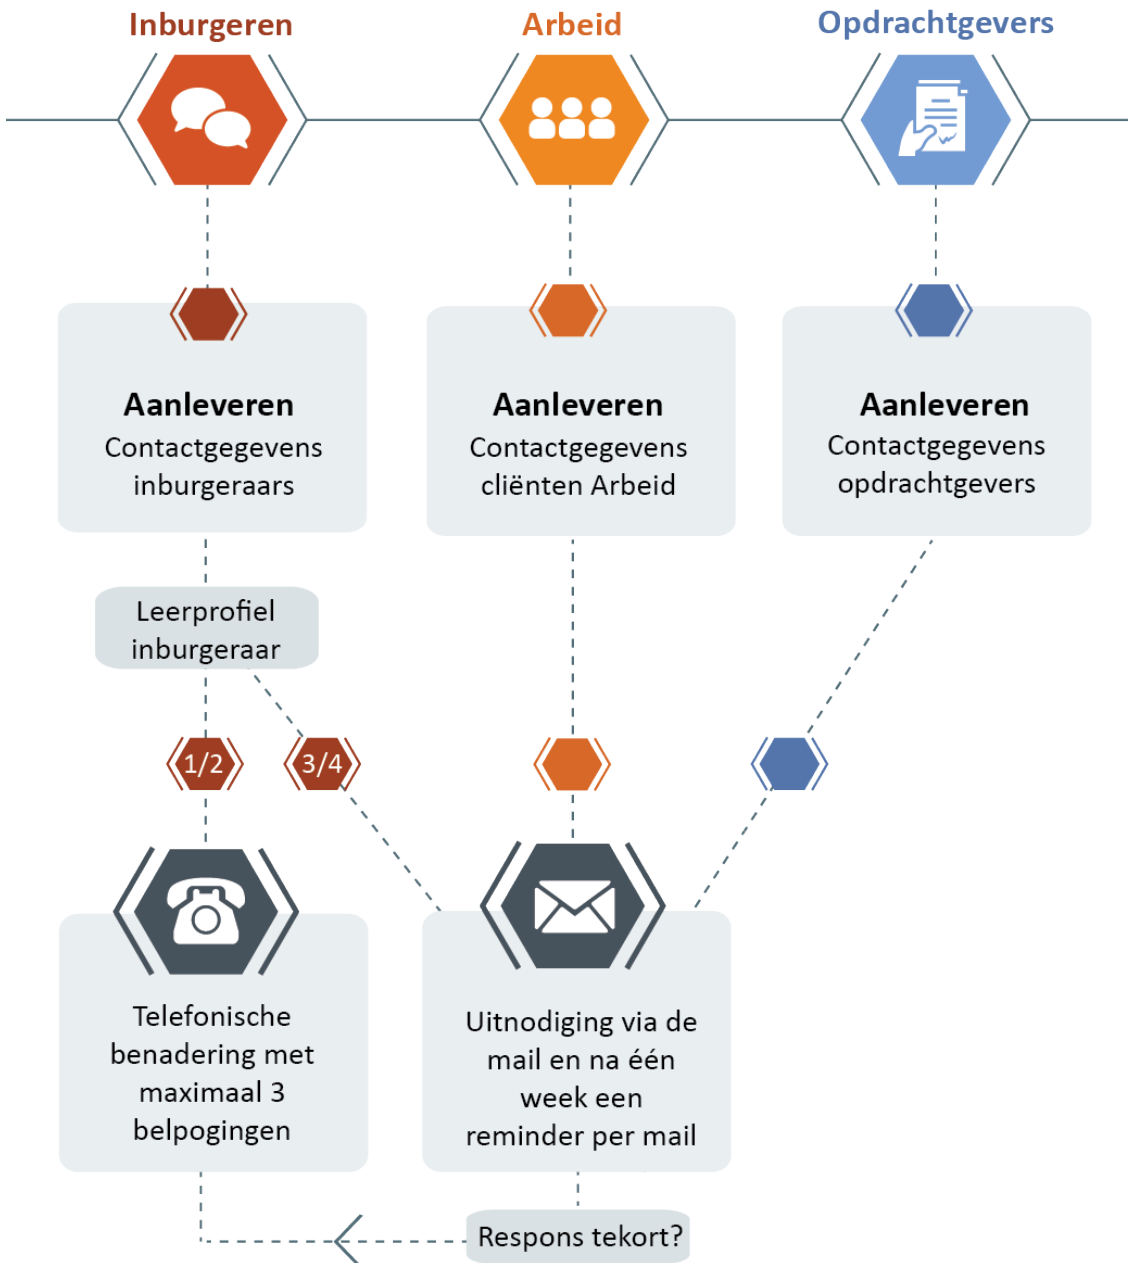 Inburgeren
Arbeid
Opdrachtgevers
Aanleveren
Contactgegevens
inburgeraars
Aanleveren
Contactgegevens
cliënten Arbeid
Aanleveren
Contactgegevens
opdrachtgevers
Leerprofiel
inburgeraar
1/2
3/4
Telefonische
benadering met
maximaal 3
belpogingen
Uitnodiging via de
mail en na één
week een
reminder per mail
Respons tekort?